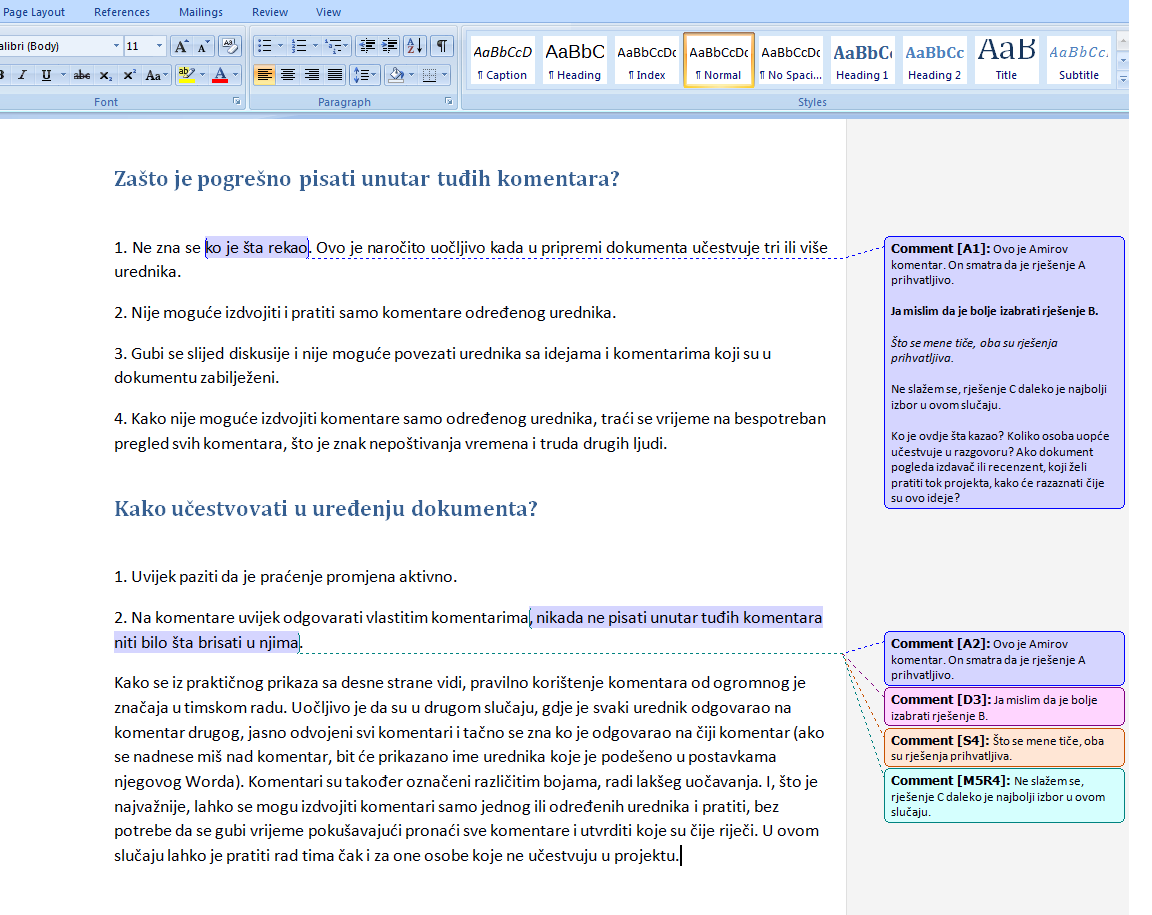 Page Layout References Mailings Review View
alibri (Body) 11
AaBbCcD AaBbC AaBbCcDc AaBbCcDc AaBbCcDc AaBbCc AaBbCc AaB AaBbCc.
¶ Caption ¶ Heading ¶ Index ¶ Normal ¶ No Spaci... Heading 1 Heading 2 Title Subtitle
Font Paragraph Styles
Zašto je pogrešno pisati unutar tuđih komentara?
1. Ne zna se ko je šta rekao. Ovo je naročito uočljivo kada u pripremi dokumenta učestvuje tri ili više
urednika.
2. Nije moguće izdvojiti i pratiti samo komentare određenog urednika.
3. Gubi se slijed diskusije i nije moguće povezati urednika sa idejama i komentarima koji su u
dokumentu zabilježeni.
4. Kako nije moguće izdvojiti komentare samo određenog urednika, traći se vrijeme na bespotreban
pregled svih komentara, što je znak nepoštivanja vremena i truda drugih ljudi.
Comment [A1]: Ovo je Amirov
komentar. On smatra da je rješenje A
prihvatljivo.
Ja mislim da je bolje izabrati rješenje B.
Što se mene tiče, oba su rješenja
prihvatljiva.
Ne slažem se, rješenje C daleko je najbolji
izbor u ovom slučaju.
Ko je ovdje šta kazao? Koliko osoba uopće
učestvuje u razgovoru? Ako dokument
pogleda izdavač ili recenzent, koji želi
pratiti tok projekta, kako će razaznati čije
su ovo ideje?
Kako učestvovati u uređenju dokumenta?
1. Uvijek paziti da je praćenje promjena aktivno.
2. Na komentare uvijek odgovarati vlastitim komentarima, nikada ne pisati unutar tuđih komentara
niti bilo šta brisati u njima.
Kako se iz praktičnog prikaza sa desne strane vidi, pravilno korištenje komentara od ogromnog je
značaja u timskom radu. Uočljivo je da su u drugom slučaju, gdje je svaki urednik odgovarao na
komentar drugog, jasno odvojeni svi komentari i tačno se zna ko je odgovarao na čiji komentar (ako
se nadnese miš nad komentar, bit će prikazano ime urednika koje je podešeno u postavkama
njegovog Worda). Komentari su također označeni različitim bojama, radi lakšeg uočavanja. I, što je
najvažnije, lahko se mogu izdvojiti komentari samo jednog ili određenih urednika i pratiti, bez
potrebe da se gubi vrijeme pokušavajući pronaći sve komentare i utvrditi koje su čije riječi. U ovom
slučaju lahko je pratiti rad tima čak i za one osobe koje ne učestvuju u projektu.
Comment [A2]: Ovo je Amirov
komentar. On smatra da je rješenje A
prihvatljivo.
Comment [D3]: Ja mislim da je bolje
izabrati rješenje B.
Comment [S4]: Što se mene tiče, oba
su rješenja prihvatljiva.
Comment [M5R4]: Ne slažem se,
rješenje C daleko je najbolji izbor u ovom
slučaju.